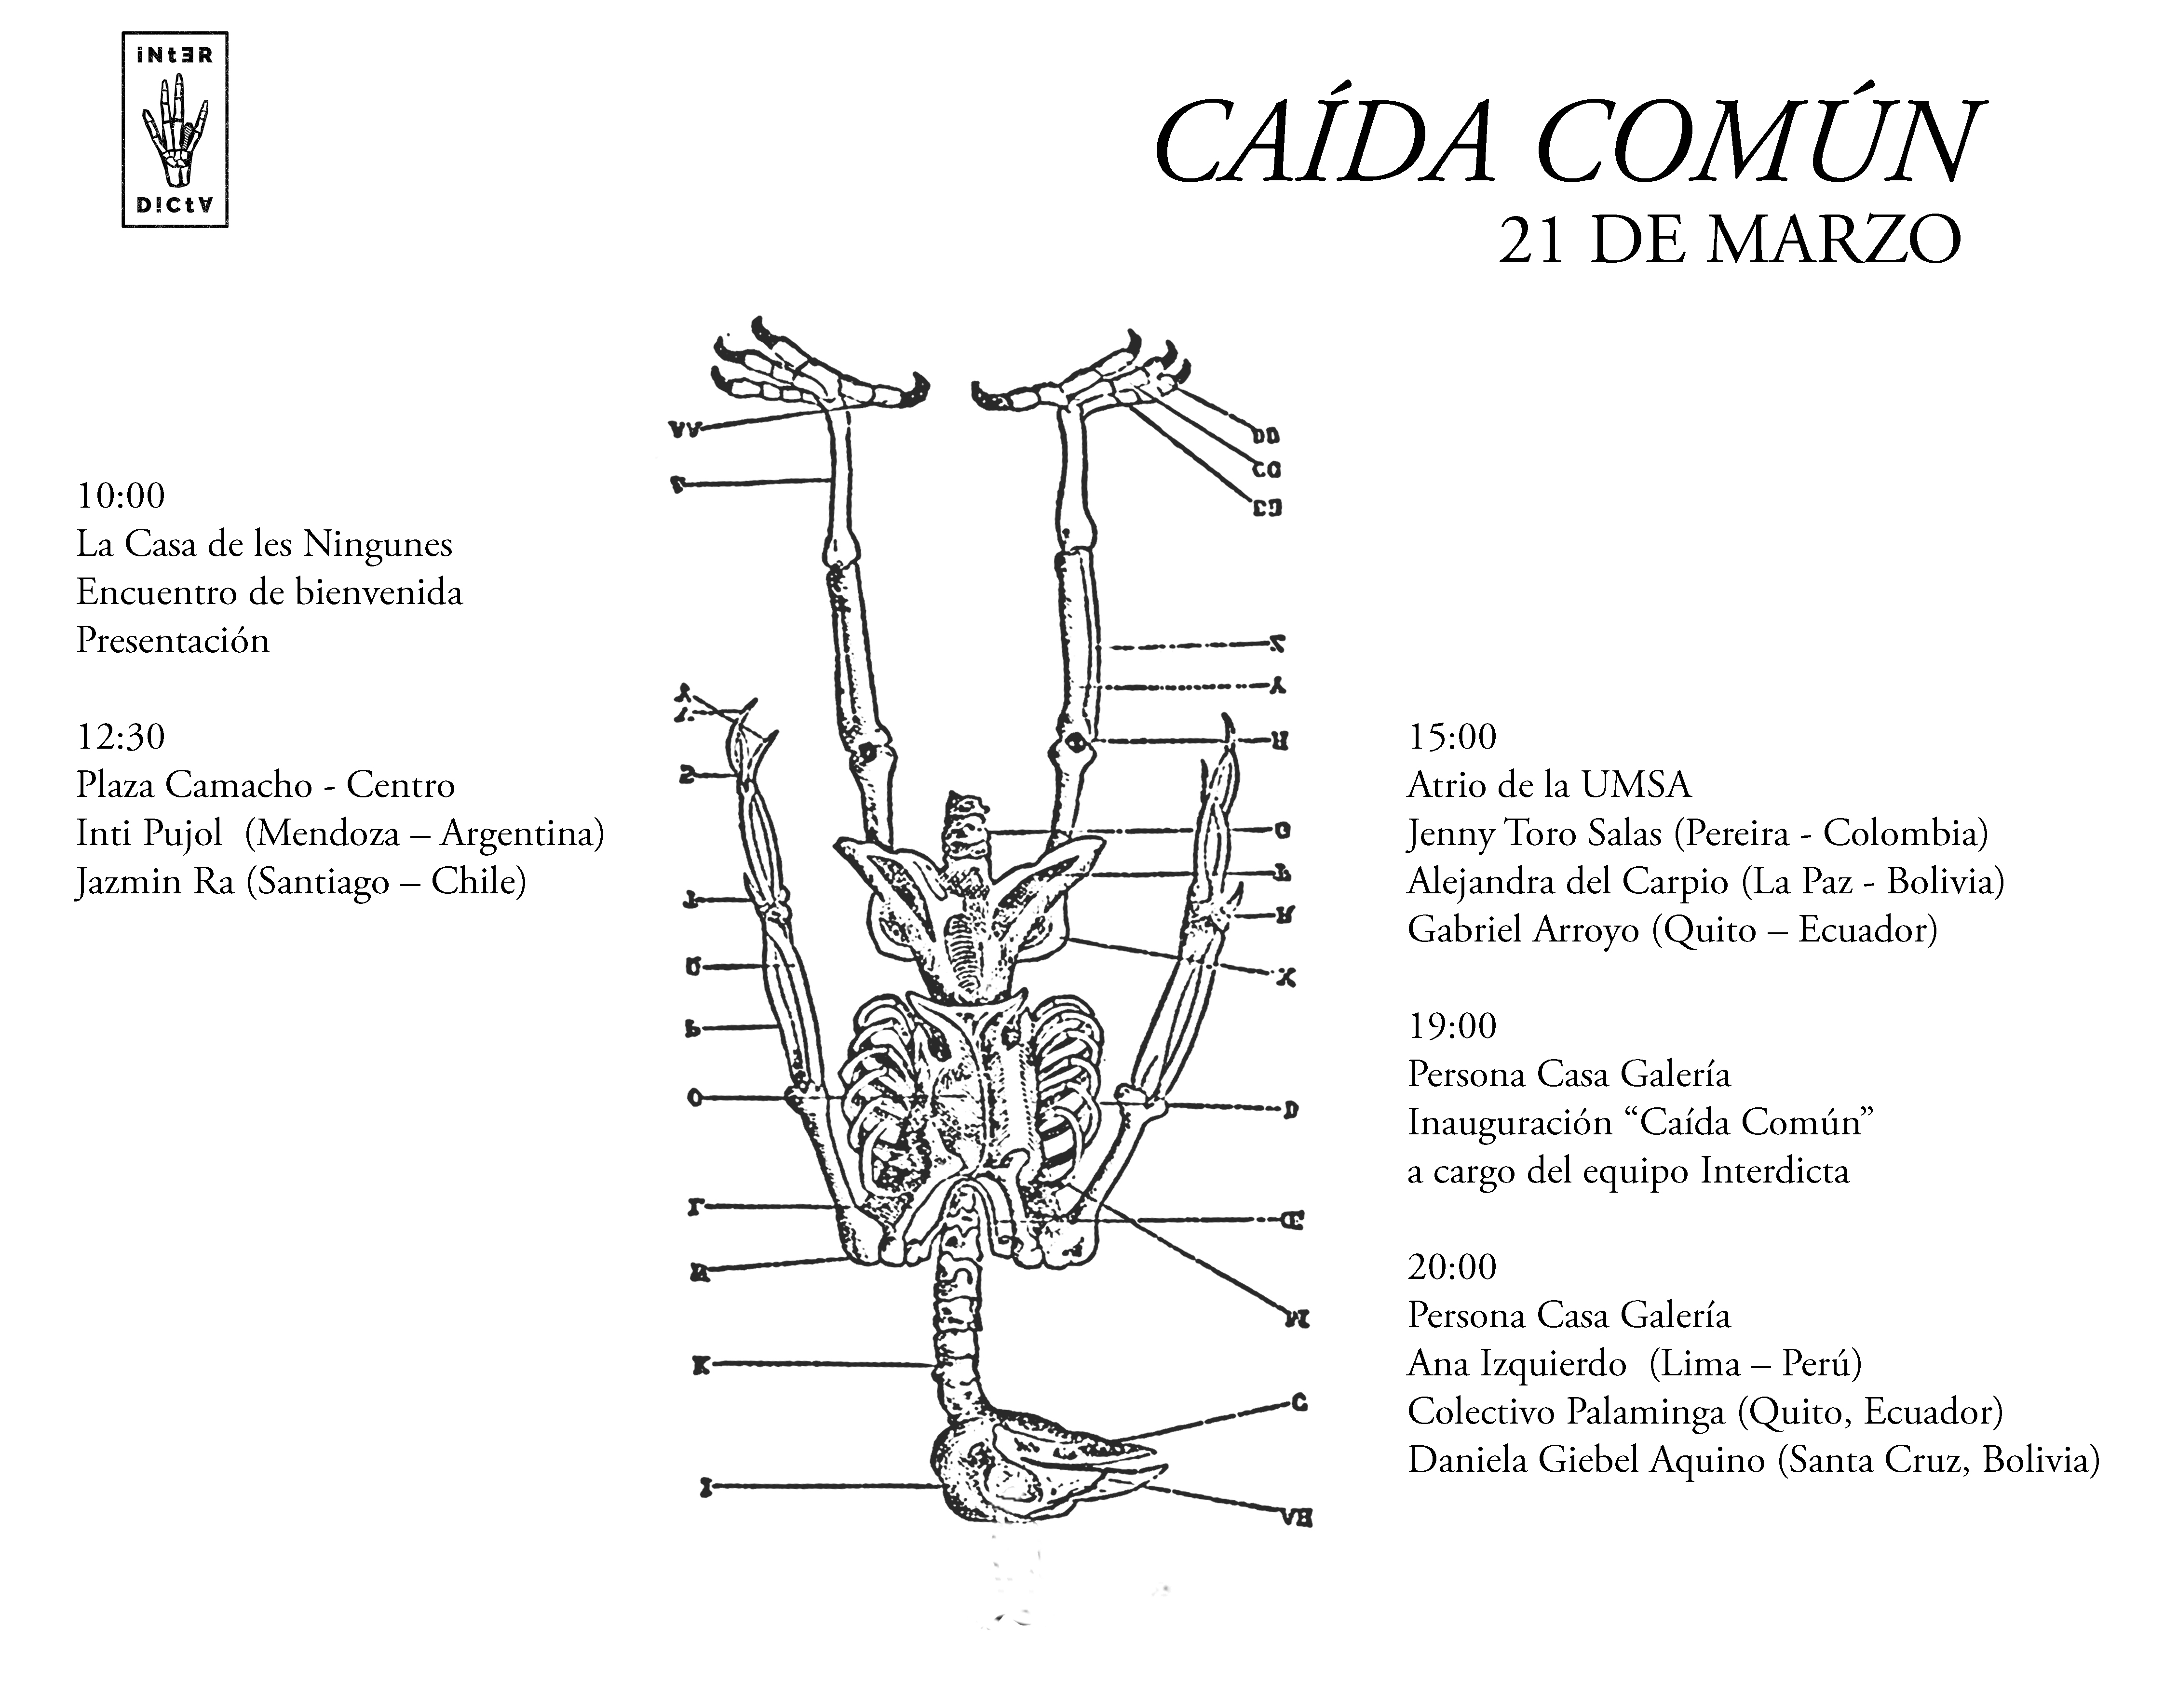 iNtƎR
D!Ct∀
CAÍDA COMÚN
21 DE MARZO
10:00
La Casa de les Ningunes
Encuentro de bienvenida
Presentación
12:30
Plaza Camacho - Centro
Inti Pujol (Mendoza – Argentina)
Jazmin Ra (Santiago – Chile)
15:00
Atrio de la UMSA
Jenny Toro Salas (Pereira - Colombia)
Alejandra del Carpio (La Paz - Bolivia)
Gabriel Arroyo (Quito – Ecuador)
19:00
Persona Casa Galería
Inauguración “Caída Común”
a cargo del equipo Interdicta
20:00
Persona Casa Galería
Ana Izquierdo (Lima – Perú)
Colectivo Palaminga (Quito, Ecuador)
Daniela Giebel Aquino (Santa Cruz, Bolivia)